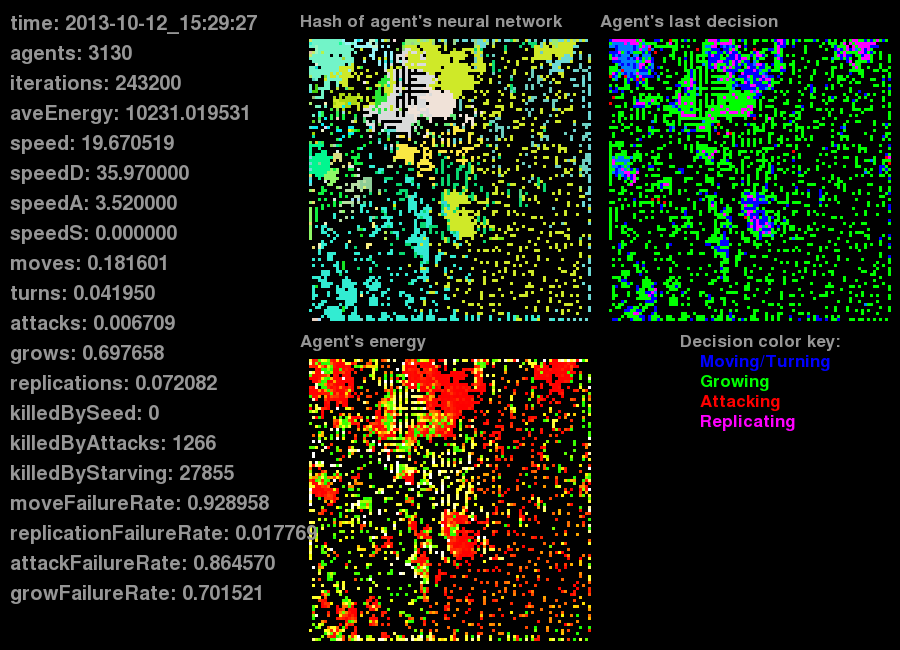 time: 2013-10-12_15:29:27
agents: 3130
iterations: 243200
aveEnergy: 10231.019531
speed: 19.670519
speedD: 35.970000
speedA: 3.520000
speedS: 0.000000
moves: 0.181601
turns: 0.041950
attacks: 0.006709
grows: 0.697658
replications: 0.072082
killedBySeed: 0
killedByAttacks: 1266
killedByStarving: 27855
moveFailureRate: 0.928958
replicationFailureRate: 0.017769
attackFailureRate: 0.864570
growFailureRate: 0.701521
Hash of agent's neural network
Agent's last decision
Agent's energy
Decision color key:
Moving/Turning
Growing
Attacking
Replicating